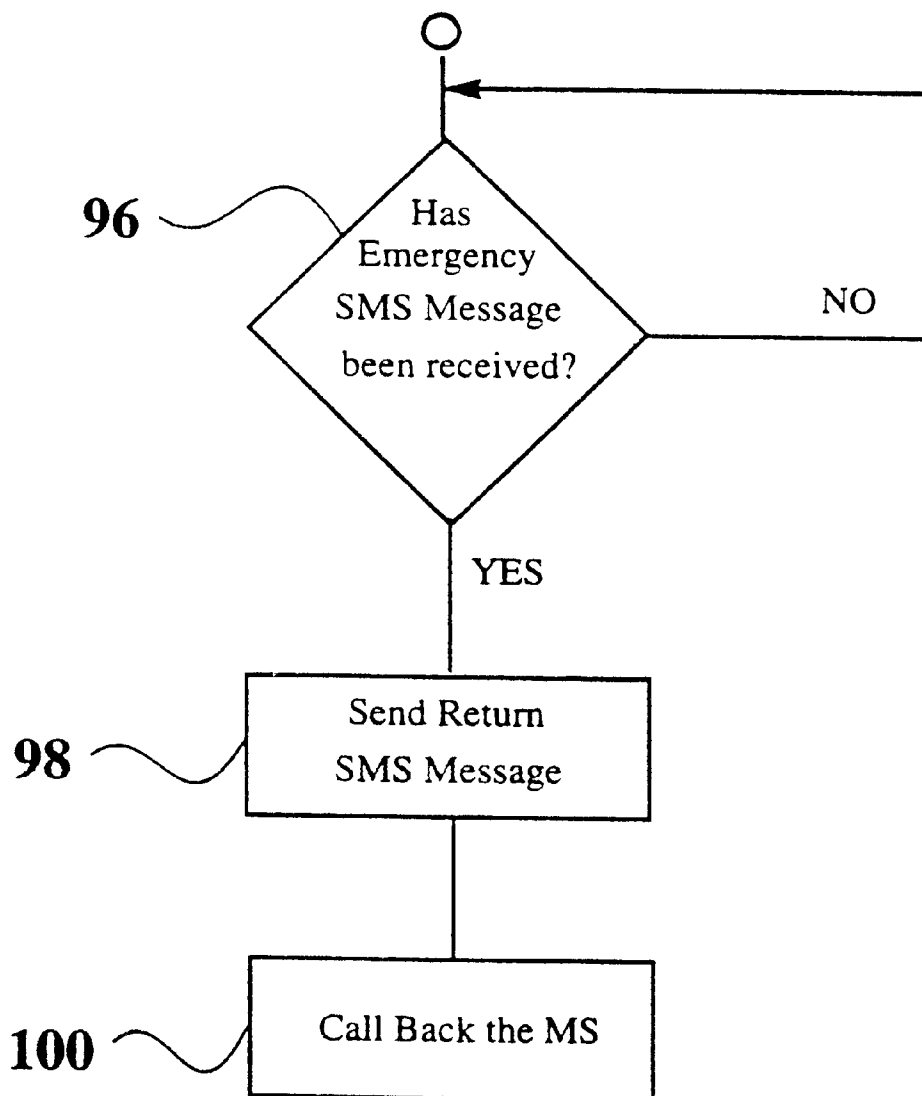 96
Has
Emergency
SMS Message
been received?
NO
YES
98
Send Return
SMS Message
100
Call Back the MS